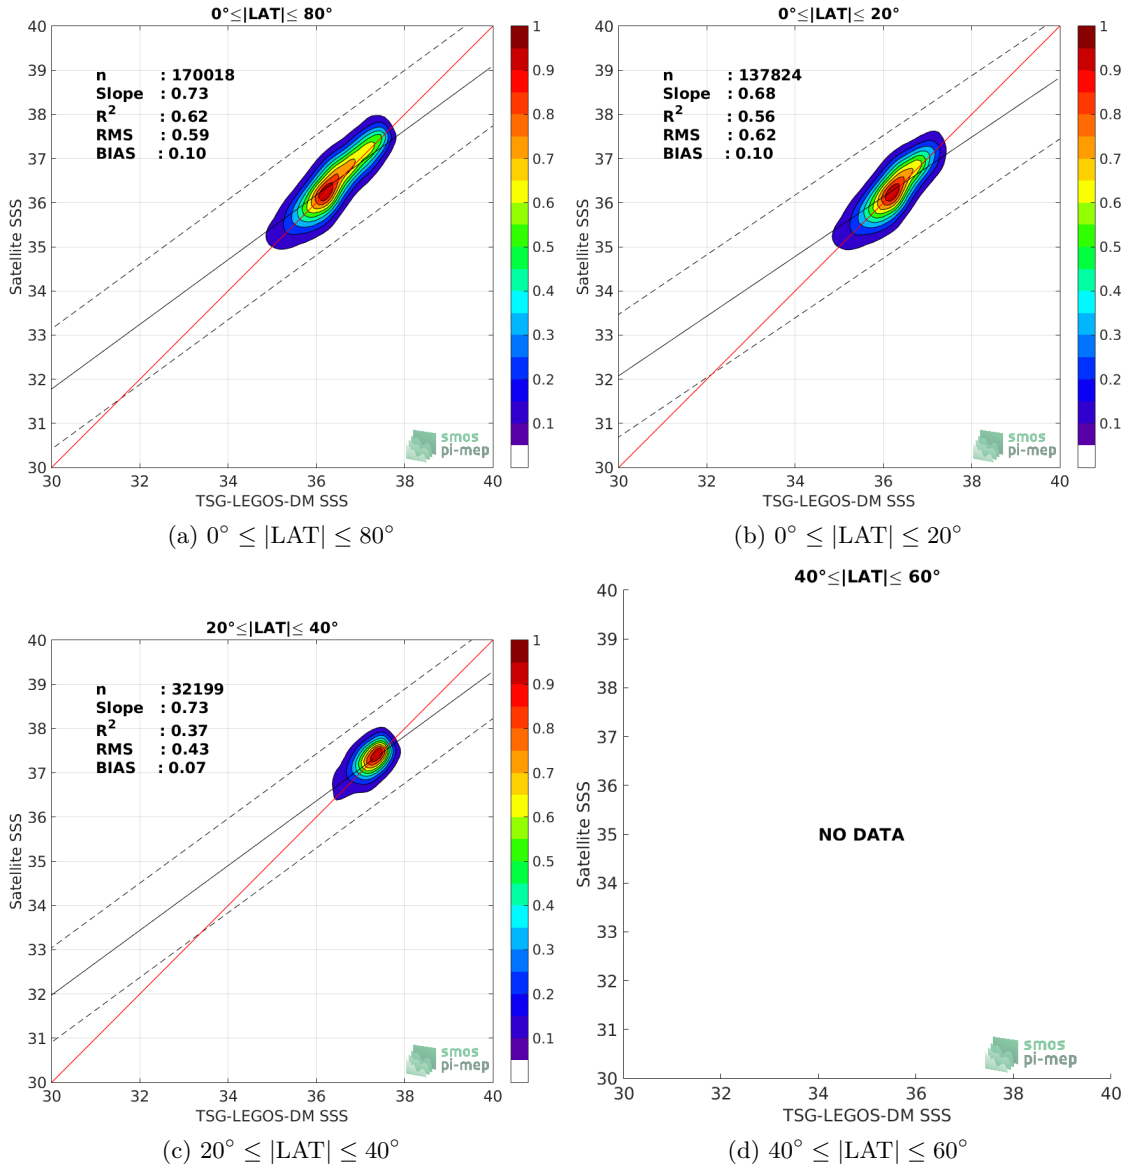 0°≤|LAT|≤ 80°
n : 170018
Slope : 0.73
R2 : 0.62
RMS : 0.59
BIAS : 0.10
Satellite SSS
40
39
38
37
36
35
34
33
32
31
30
30 32 34 36 38 40
TSG-LEGOS-DM SSS
1
0.9
0.8
0.7
0.6
0.5
0.4
0.3
0.2
0.1
smos
pi-mep
(a) 0° ≤ |LAT| ≤ 80°
0°≤|LAT|≤ 20°
n : 137824
Slope : 0.68
R2 : 0.56
RMS : 0.62
BIAS : 0.10
Satellite SSS
40
39
38
37
36
35
34
33
32
31
30
30 32 34 36 38 40
TSG-LEGOS-DM SSS
1
0.9
0.8
0.7
0.6
0.5
0.4
0.3
0.2
0.1
smos
pi-mep
(b) 0° ≤ |LAT| ≤ 20°
20°≤|LAT|≤ 40°
n : 32199
Slope : 0.73
R2 : 0.37
RMS : 0.43
BIAS : 0.07
Satellite SSS
40
39
38
37
36
35
34
33
32
31
30
30 32 34 36 38 40
TSG-LEGOS-DM SSS
1
0.9
0.8
0.7
0.6
0.5
0.4
0.3
0.2
0.1
smos
pi-mep
(c) 20° ≤ |LAT| ≤ 40°
40°≤|LAT|≤ 60°
Satellite SSS
40
39
38
37
36
35
34
33
32
31
30
NO DATA
30 32 34 36 38 40
TSG-LEGOS-DM SSS
smos
pi-mep
(d) 40° ≤ |LAT| ≤ 60°